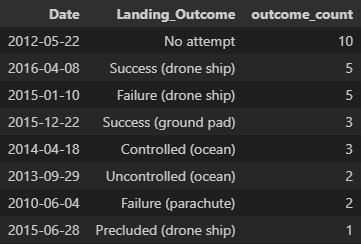 Date Landing_Outcome outcome_count
2012-05-22 No attempt 10
2016-04-08 Success (drone ship) 5
2015-01-10 Failure (drone ship) 5
2015-12-22 Success (ground pad) 3
2014-04-18 Controlled (ocean) 3
2013-09-29 Uncontrolled (ocean) 2
2010-06-04 Failure (parachute) 2
2015-06-28 Precluded (drone ship) 1